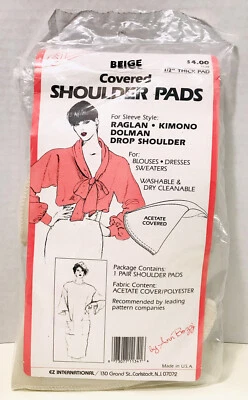 BEIGE
$4.00
Covered
1/2" THICK PAD
SHOULDER PADS
For Sleeve Style:
RAGLAN • KIMONO
DOLMAN
DROP SHOULDER
For:
BLOUSES • DRESSES
SWEATERS
WASHABLE &
DRY CLEANABLE
ACETATE
COVERED
Package Contains:
1 PAIR SHOULDER PADS
Fabric Content:
ACETATE COVER/POLYESTER
Recommended by leading
pattern companies
EZ INTERNATIONAL / 130 Grand St., Carlstadt, N.J. 07072
Made in U.S.A.